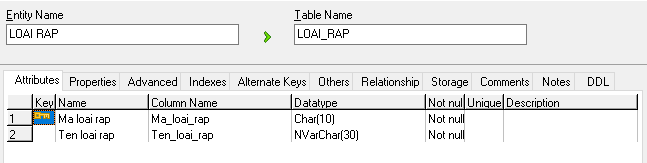 Entity Name Table Name
LOAI RAP LOAI_RAP
Attributes Properties Advanced Indexes Alternate Keys Others Relationship Storage Comments Notes DDL
Key Name Column Name Datatype Not null Unique Description
1 Ma loai rap Ma_loai_rap Char(10) Not null
2 Ten loai rap Ten_loai_rap NVarChar(30) Not null